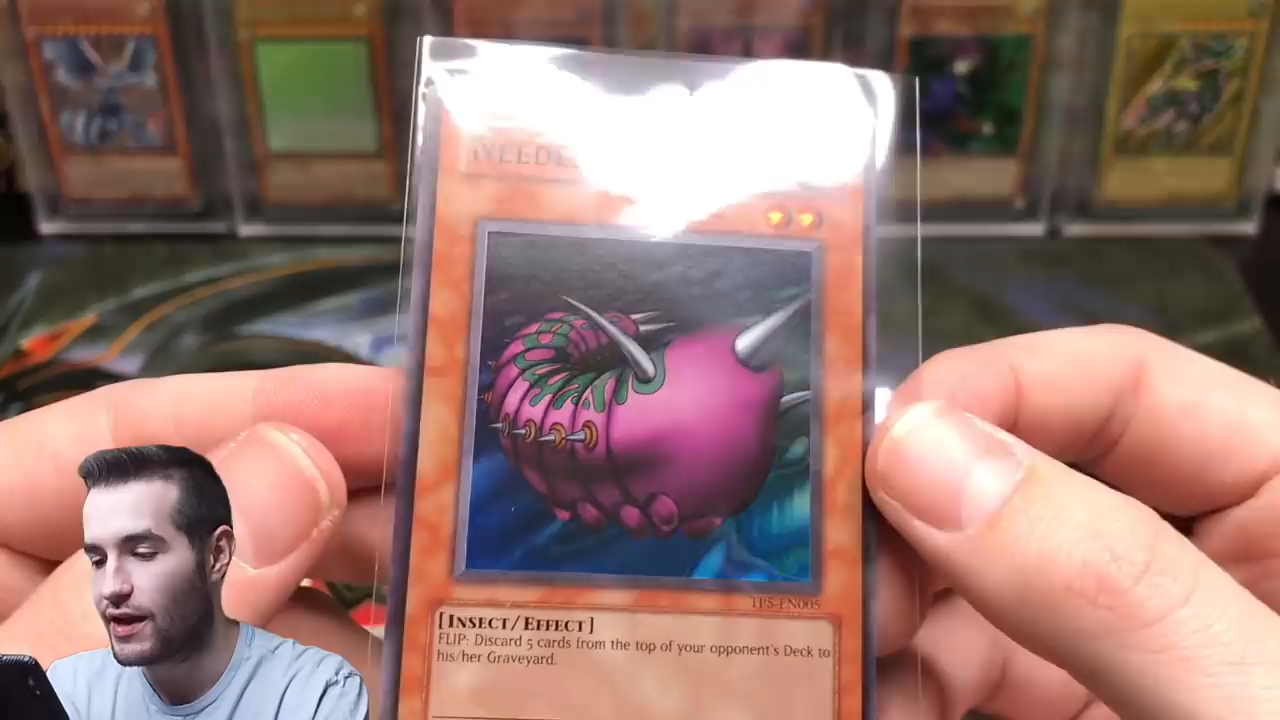 NEEDL
TP5-EN005
[INSECT/EFFECT]
FLIP: Discard 5 cards from the top of your opponent's Deck to
his/her Graveyard.